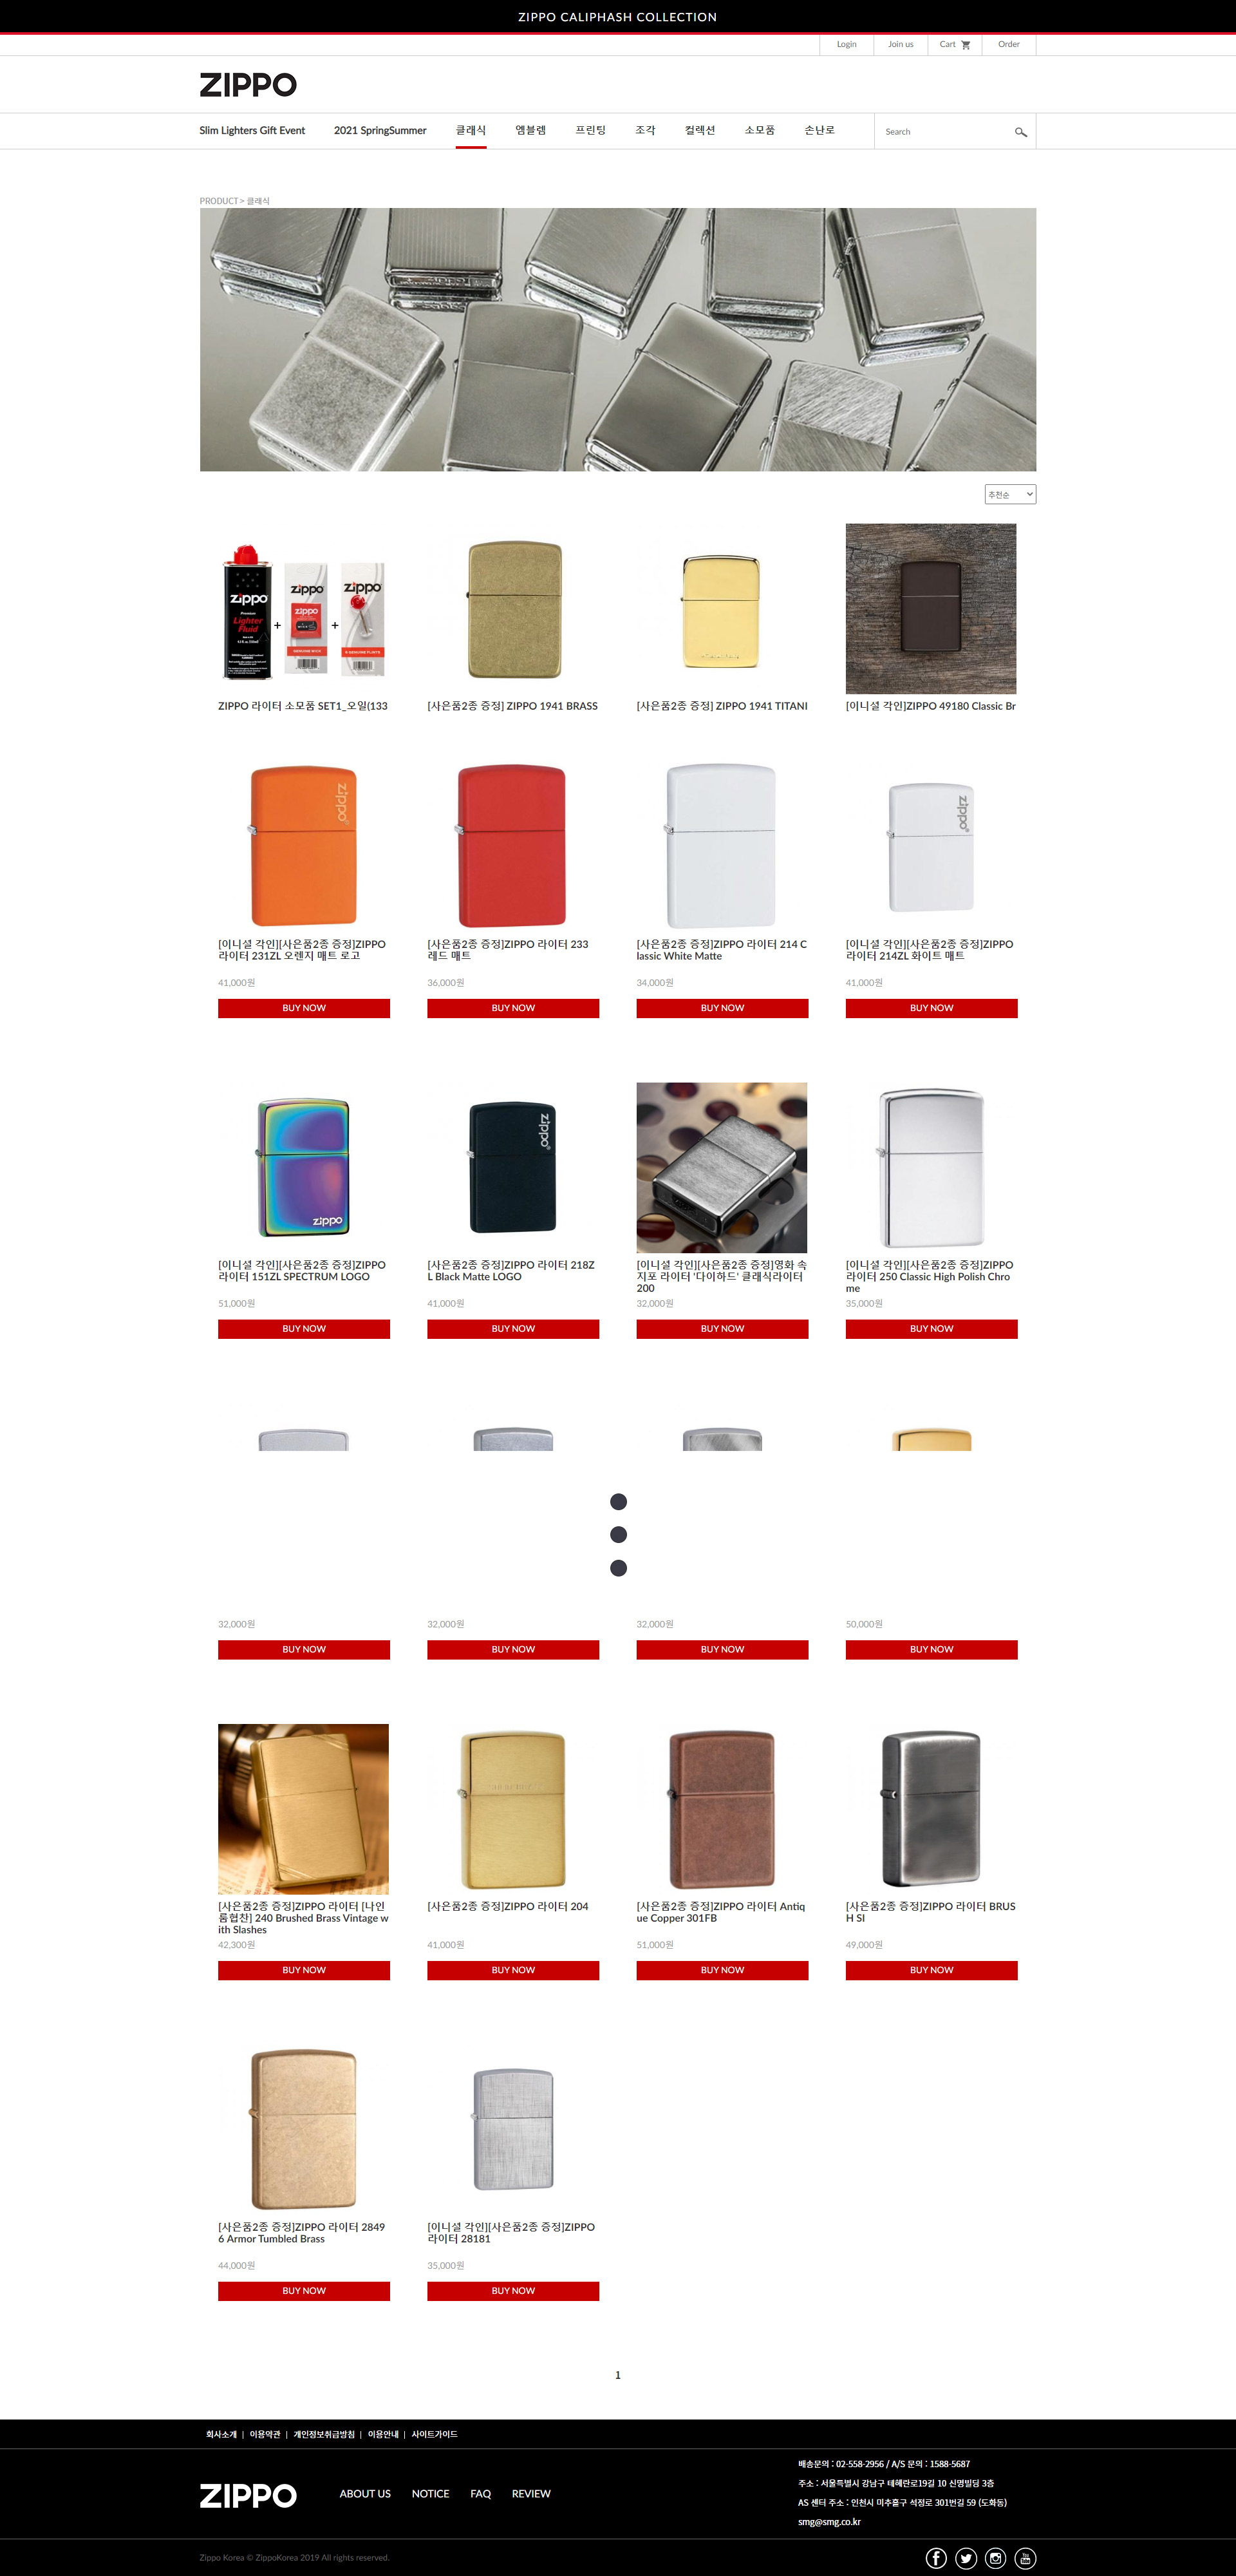 ZIPPO CALIPHASH COLLECTION
Login
Join us
Cart
Order
ZIPPO
Slim Lighters Gift Event
2021 SpringSummer
클래식
엠블렘
프린팅
조각
컬렉션
소모품
손난로
Search
PRODUCT > 클래식
추천순
zippo
Premium
Lighter
Fluid
+
zippo
zippo
GENUINE WICK
+
zippo
6 GENUINE FLINTS
ZIPPO 라이터 소모품 SET1_오일(133
[사은품2종 증정] ZIPPO 1941 BRASS
[사은품2종 증정] ZIPPO 1941 TITANI
[이니셜 각인]ZIPPO 49180 Classic Br
zippo
zippo
[이니셜 각인][사은품2종 증정]ZIPPO
라이터 231ZL 오렌지 매트 로고
41,000원
BUY NOW
[사은품2종 증정]ZIPPO 라이터 233
레드 매트
36,000원
BUY NOW
[사은품2종 증정]ZIPPO 라이터 214 C
lassic White Matte
34,000원
BUY NOW
[이니셜 각인][사은품2종 증정]ZIPPO
라이터 214ZL 화이트 매트
41,000원
BUY NOW
zippo
zippo
[이니셜 각인][사은품2종 증정]ZIPPO
라이터 151ZL SPECTRUM LOGO
51,000원
BUY NOW
[사은품2종 증정]ZIPPO 라이터 218Z
L Black Matte LOGO
41,000원
BUY NOW
[이니셜 각인][사은품2종 증정]영화 속
지포 라이터 '다이하드' 클래식라이터
200
32,000원
BUY NOW
[이니셜 각인][사은품2종 증정]ZIPPO
라이터 250 Classic High Polish Chro
me
35,000원
BUY NOW
32,000원
BUY NOW
32,000원
BUY NOW
32,000원
BUY NOW
50,000원
BUY NOW
[사은품2종 증정]ZIPPO 라이터 [나인
룸협찬] 240 Brushed Brass Vintage w
ith Slashes
42,300원
BUY NOW
[사은품2종 증정]ZIPPO 라이터 204
41,000원
BUY NOW
[사은품2종 증정]ZIPPO 라이터 Antiq
ue Copper 301FB
51,000원
BUY NOW
[사은품2종 증정]ZIPPO 라이터 BRUS
H SI
49,000원
BUY NOW
[사은품2종 증정]ZIPPO 라이터 2849
6 Armor Tumbled Brass
44,000원
BUY NOW
[이니셜 각인][사은품2종 증정]ZIPPO
라이터 28181
35,000원
BUY NOW
1
회사소개 | 이용약관 | 개인정보취급방침 | 이용안내 | 사이트가이드
ZIPPO
ABOUT US
NOTICE
FAQ
REVIEW
배송문의 : 02-558-2956 / A/S 문의 : 1588-5687
주소 : 서울특별시 강남구 테헤란로19길 10 신명빌딩 3층
AS 센터 주소 : 인천시 미추홀구 석정로 301번길 59 (도화동)
smg@smg.co.kr
Zippo Korea © ZippoKorea 2019 All rights reserved.
You
Tube